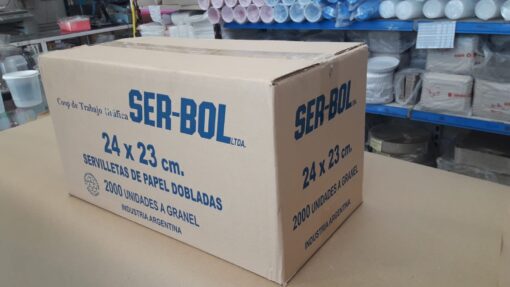 Coop de Trabajo Gráfica SER-BOL LTDA.
24 x 23 cm.
SERVILLETAS DE PAPEL DOBLADAS
2000 UNIDADES A GRANEL
INDUSTRIA ARGENTINA
SER-BOL
24 x 23 cm.
2000 UNIDADES A GRANEL
INDUSTRIA ARGENTINA